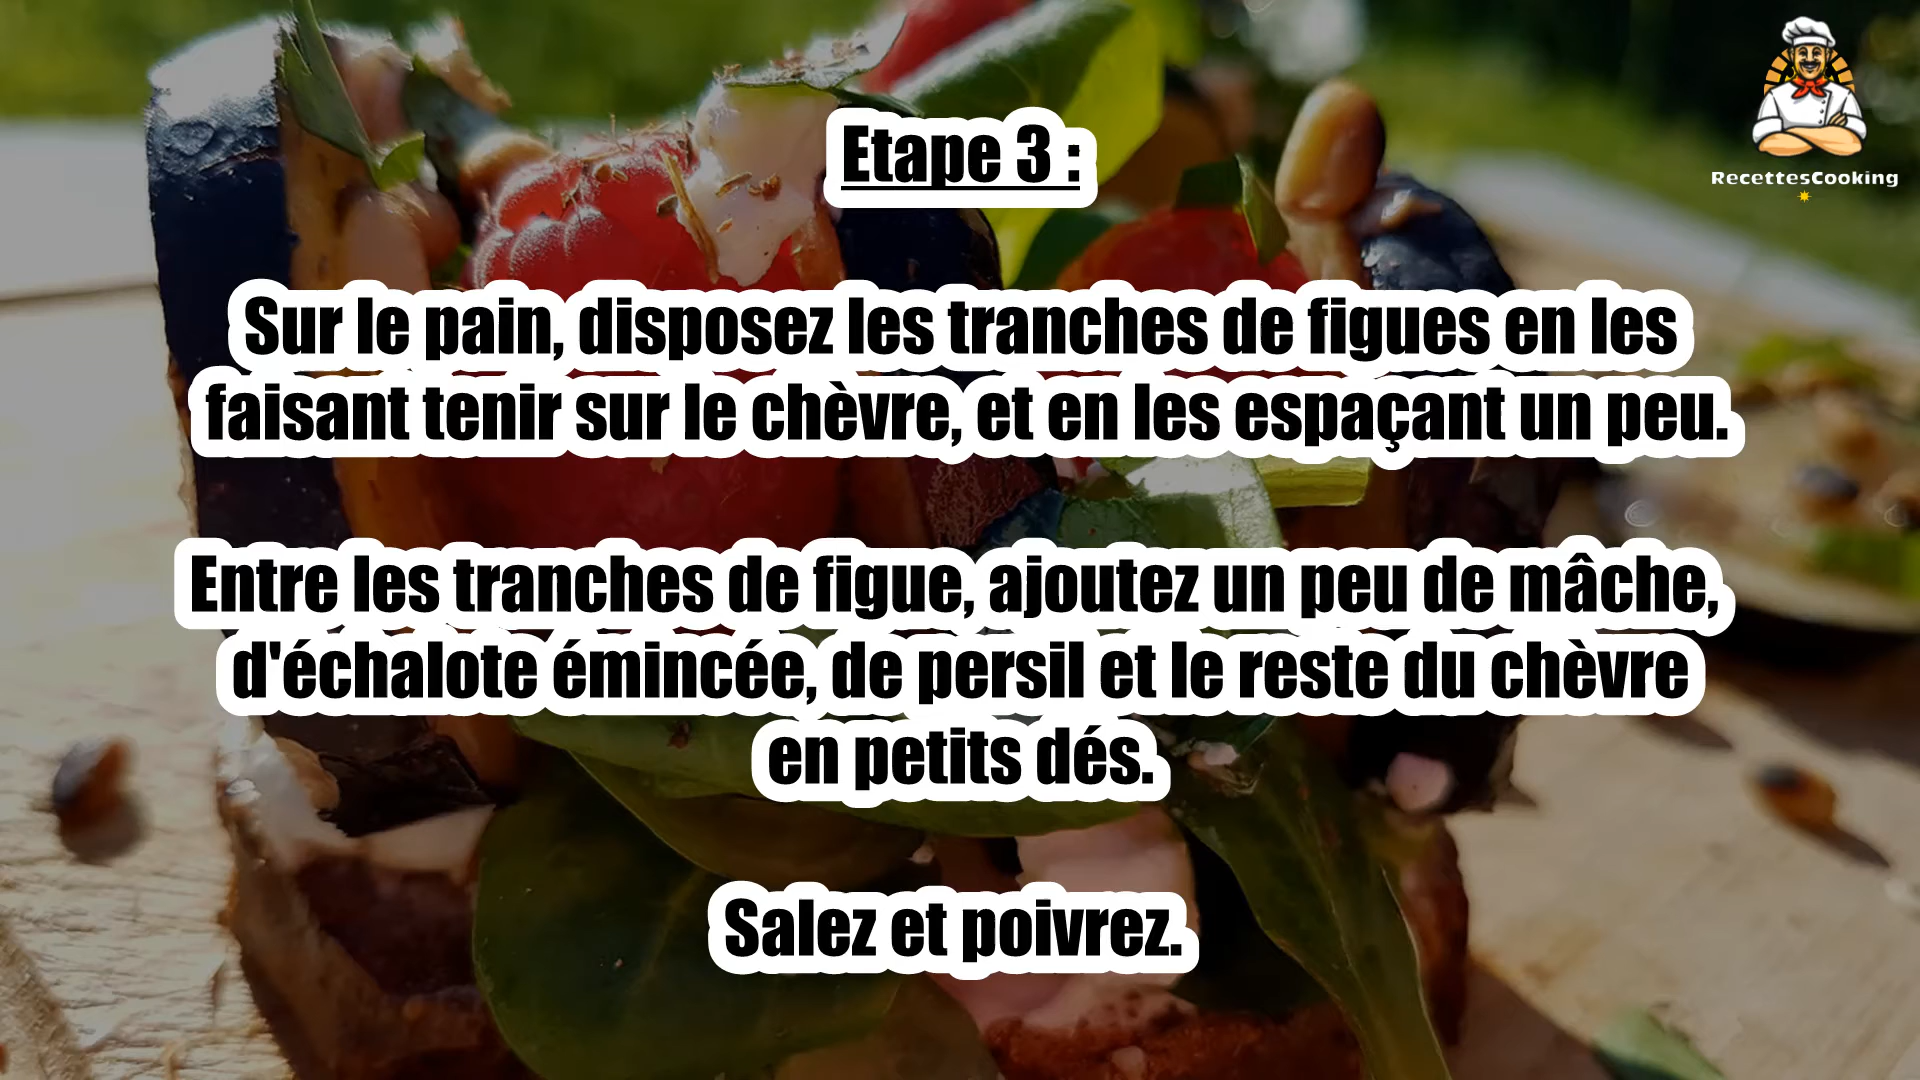 Etape 3 :
RecettesCooking
Sur le pain, disposez les tranches de figues en les
faisant tenir sur le chèvre, et en les espaçant un peu.
Entre les tranches de figue, ajoutez un peu de mâche,
d'échalote émincée, de persil et le reste du chèvre
en petits dés.
Salez et poivrez.